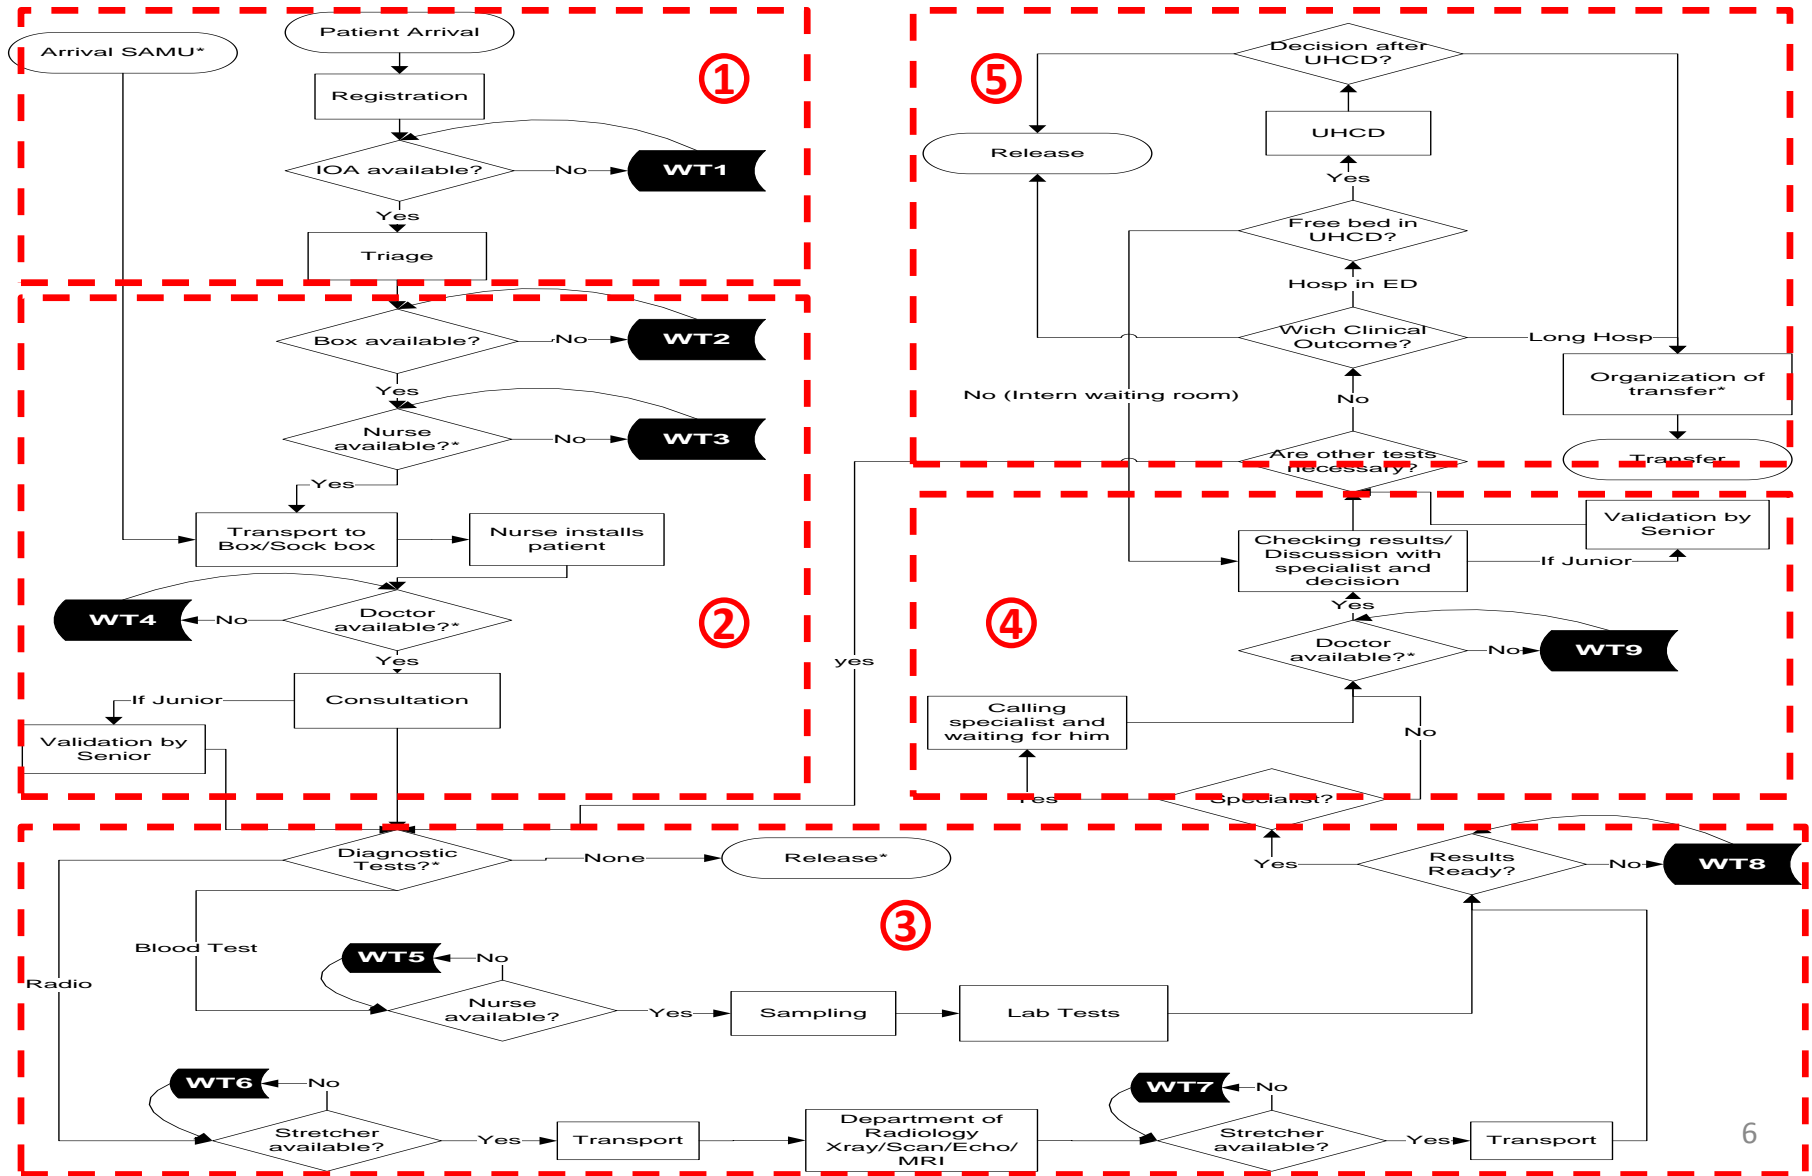 Arrival SAMU*
Patient Arrival
Registration
①
IOA available?
No
WT1
Yes
Triage
Box available?
No
WT2
Yes
Nurse
available?*
No
WT3
Yes
Transport to
Box/Sock box
Nurse installs
patient
WT4
No
Doctor
available?*
②
Yes
If Junior
Consultation
Validation by
Senior
yes
Diagnostic
Tests?*
None
Release*
③
Blood Test
Radio
WT5
No
Nurse
available?
Yes
Sampling
Lab Tests
WT6
No
Stretcher
available?
Yes
Transport
Department of
Radiology
Xray/Scan/Echo/
MRI
WT7
No
Stretcher
available?
Yes
Transport
Results
Ready?
No
WT8
Yes
Specialist?
Yes
No
Calling
specialist and
waiting for him
④
Doctor
available?*
No
WT9
Yes
Checking results/
Discussion with
specialist and
decision
If Junior
Validation by
Senior
Are other tests
necessary?
No
Wich Clinical
Outcome?
Long Hosp
Organization of
transfer*
Transfer
Hosp in ED
Free bed in
UHCD?
No (Intern waiting room)
Yes
UHCD
Decision after
UHCD?
⑤
Release
6